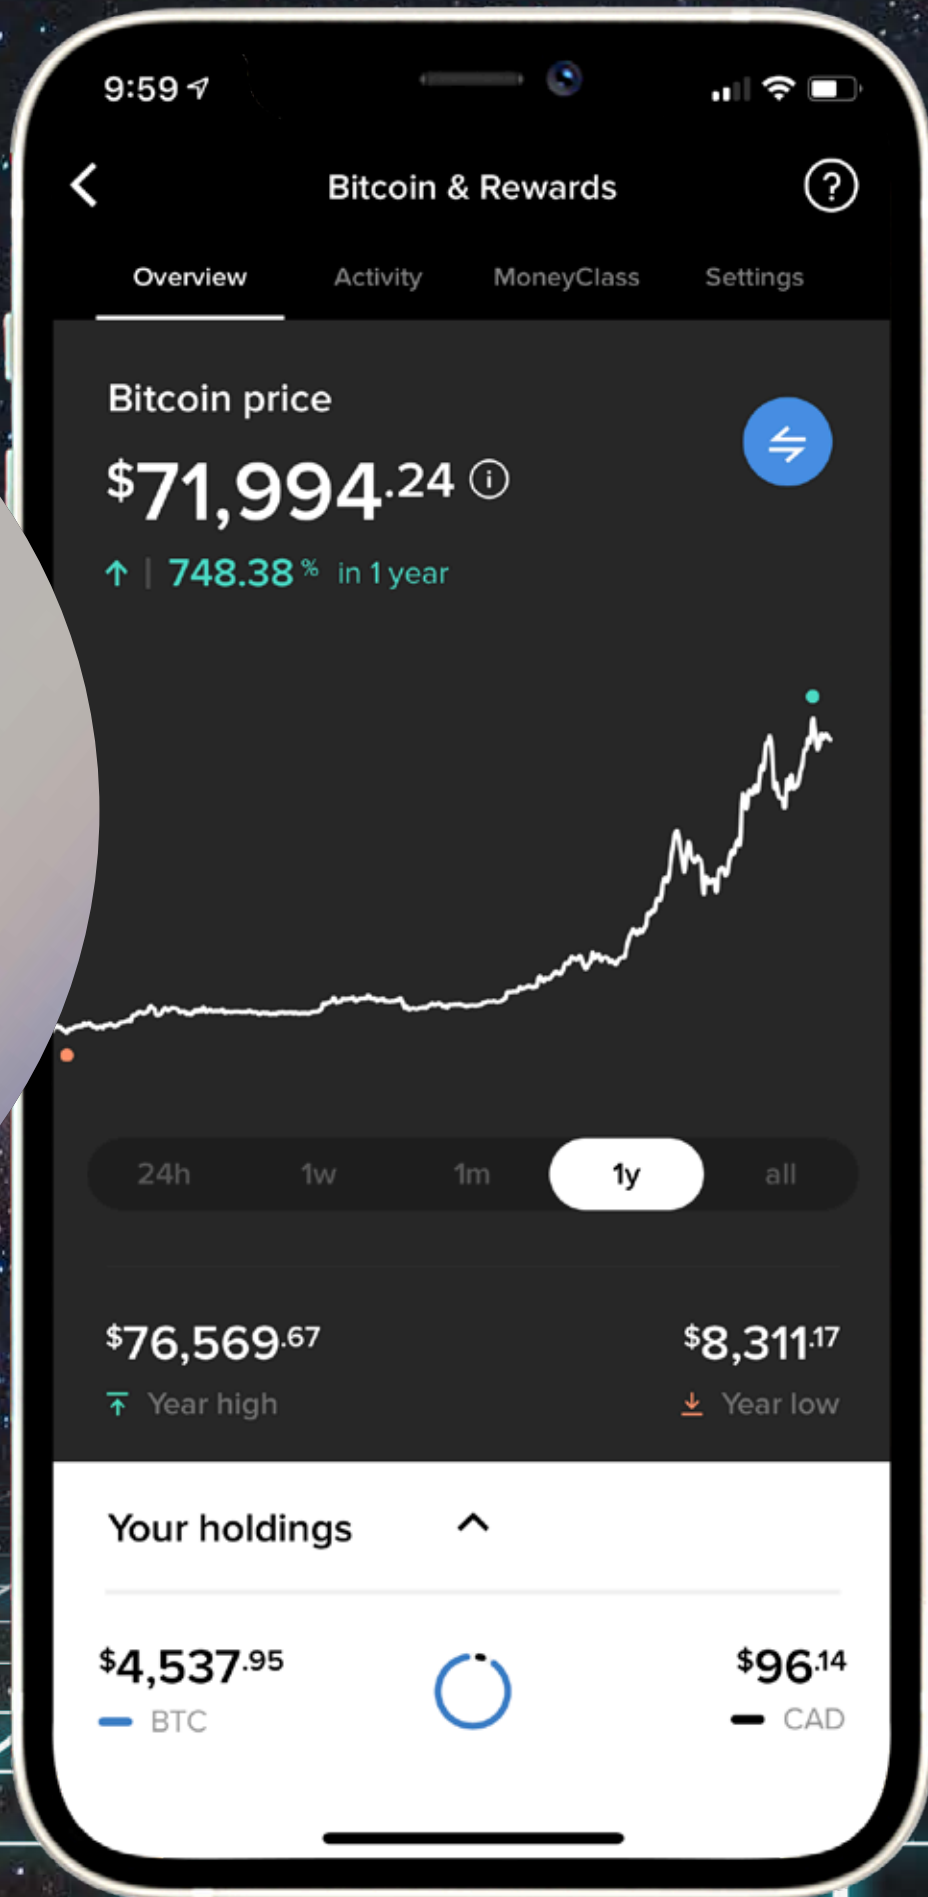 9:59
Bitcoin & Rewards
?
Overview Activity MoneyClass Settings
Bitcoin price
$71,994.24 i
748.38% in 1 year
24h 1w 1m 1y all
$76,569.67 $8,311.17
Year high Year low
Your holdings
$4,537.95 $96.14
BTC CAD